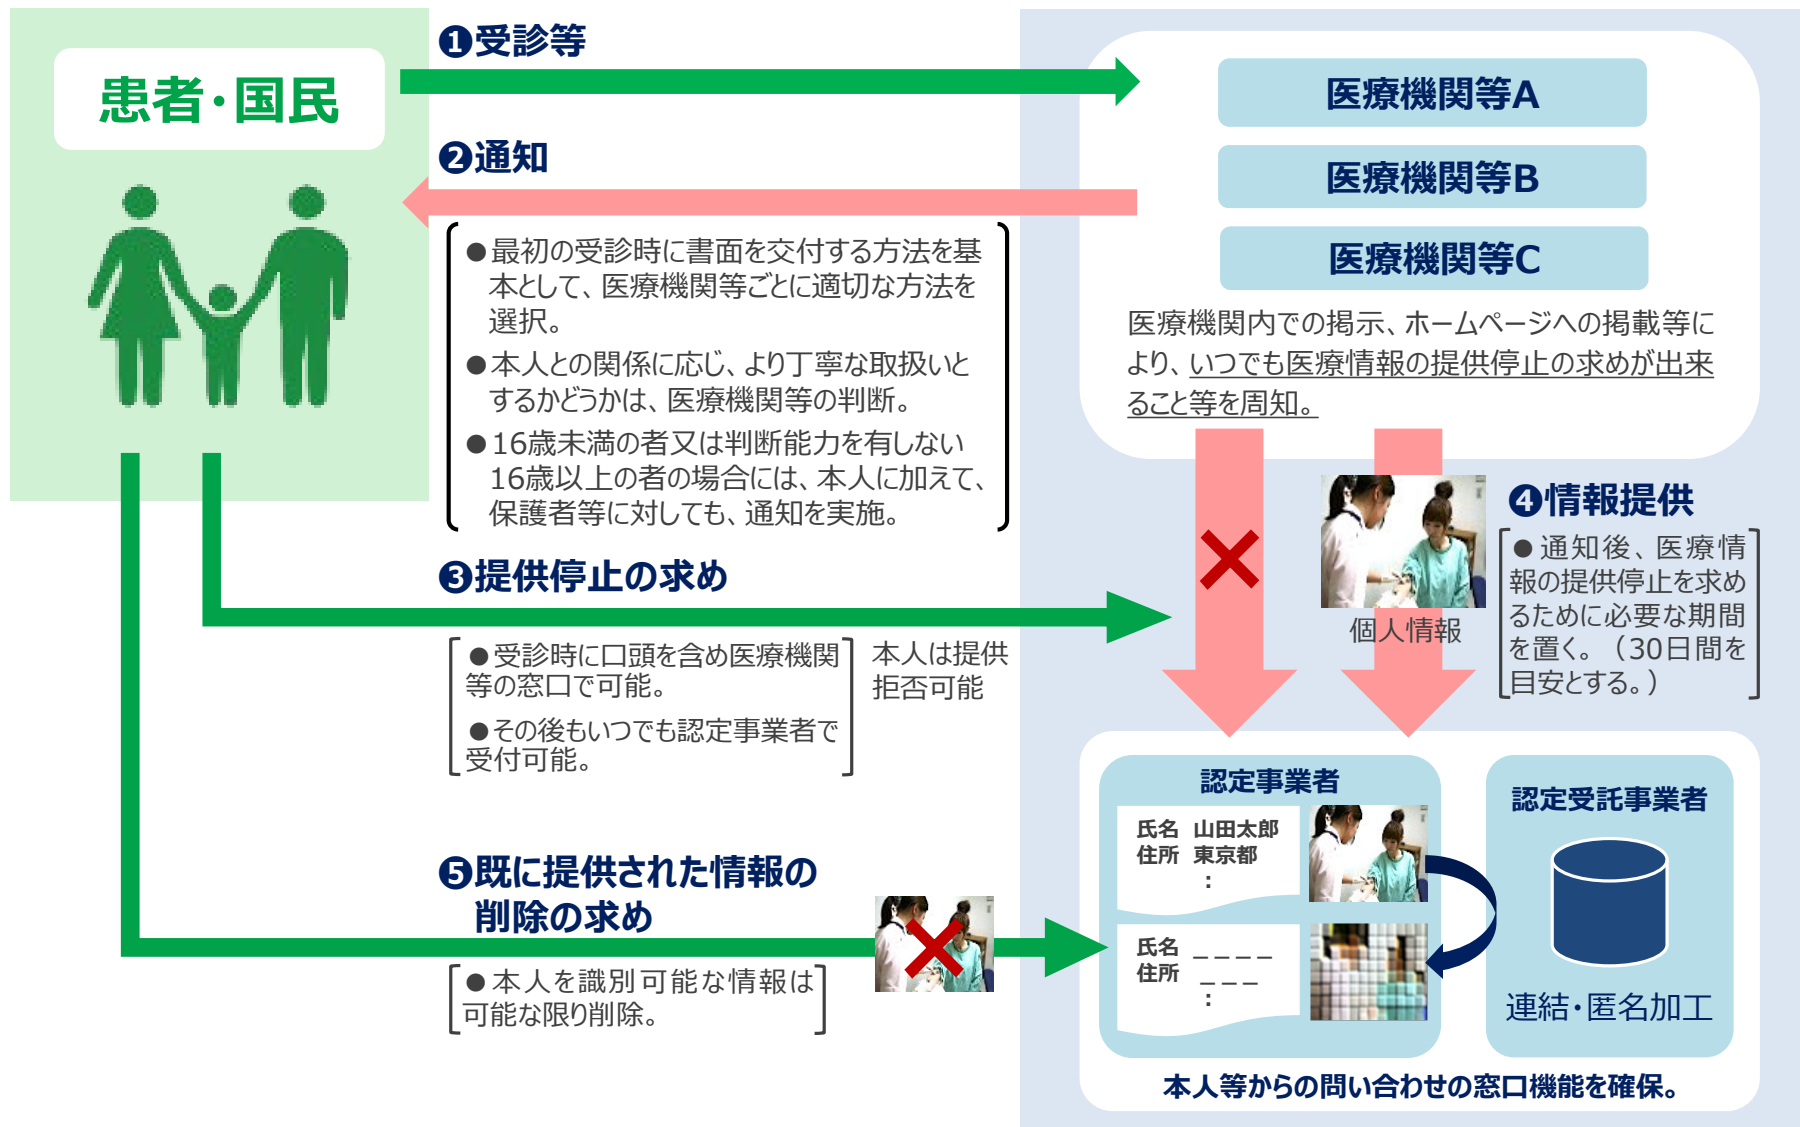 患者・国民
❶受診等
医療機関等A
医療機関等B
医療機関等C
医療機関内での掲示、ホームページへの掲載等に
より、いつでも医療情報の提供停止の求めが出来
ること等を周知。
❷通知
●最初の受診時に書面を交付する方法を基
本として、医療機関等ごとに適切な方法を
選択。
●本人との関係に応じ、より丁寧な取扱いと
するかどうかは、医療機関等の判断。
●16歳未満の者又は判断能力を有しない
16歳以上の者の場合には、本人に加えて、
保護者等に対しても、通知を実施。
❸提供停止の求め
●受診時に口頭を含め医療機関
等の窓口で可能。
●その後もいつでも認定事業者で
受付可能。
本人は提供
拒否可能
個人情報
❹情報提供
●通知後、医療情
報の提供停止を求め
るために必要な期間
を置く。（30日間を
目安とする。）
❺既に提供された情報の
削除の求め
●本人を識別可能な情報は
可能な限り削除。
認定事業者
氏名 山田太郎
住所 東京都
：
氏名 ＿＿＿＿
住所 ＿＿＿
：
認定受託事業者
連結・匿名加工
本人等からの問い合わせの窓口機能を確保。